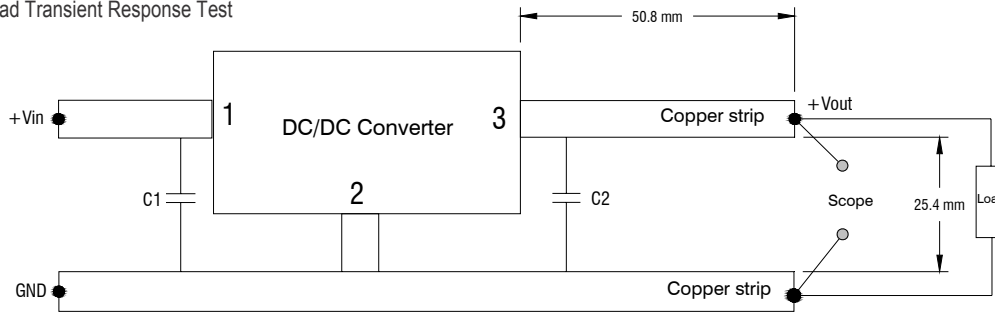 Transient Response Test
50.8 mm
+Vin
1
DC/DC Converter
3
Copper strip
+Vout
C1
2
C2
Scope
25.4 mm
GND
Copper strip